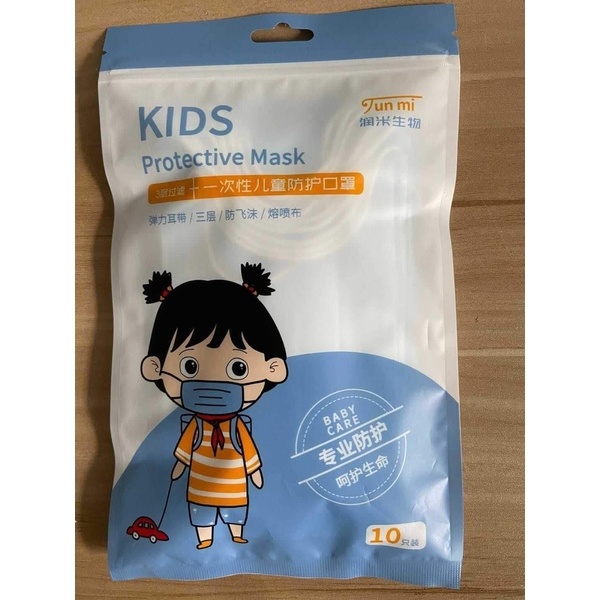 KIDS
Junmi
润米生物
Protective Mask
3层过滤 一次性儿童防护口罩
弹力耳带/三层/防飞沫/熔喷布
BABY
CARE
专业防护
呵护生命
10只装